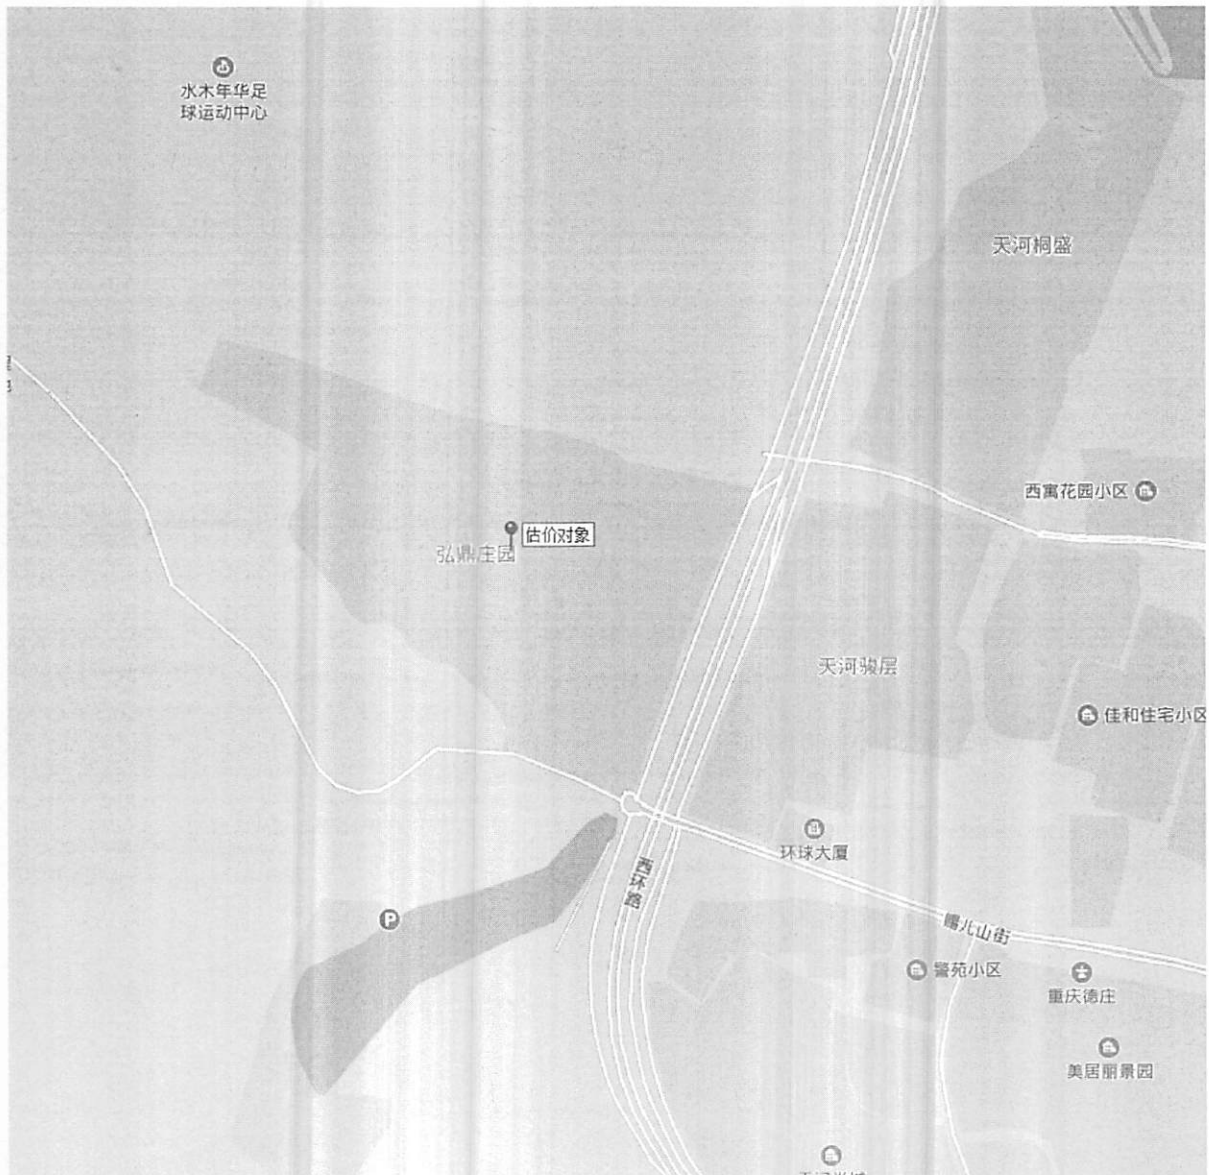 水木年华足
球运动中心
天河桐盛
西寓花园小区
估价对象
弘鼎庄园
天河骏层
佳和住宅小区
环球大厦
西环路
赐儿山街
P
警苑小区
重庆德庄
美居丽景园